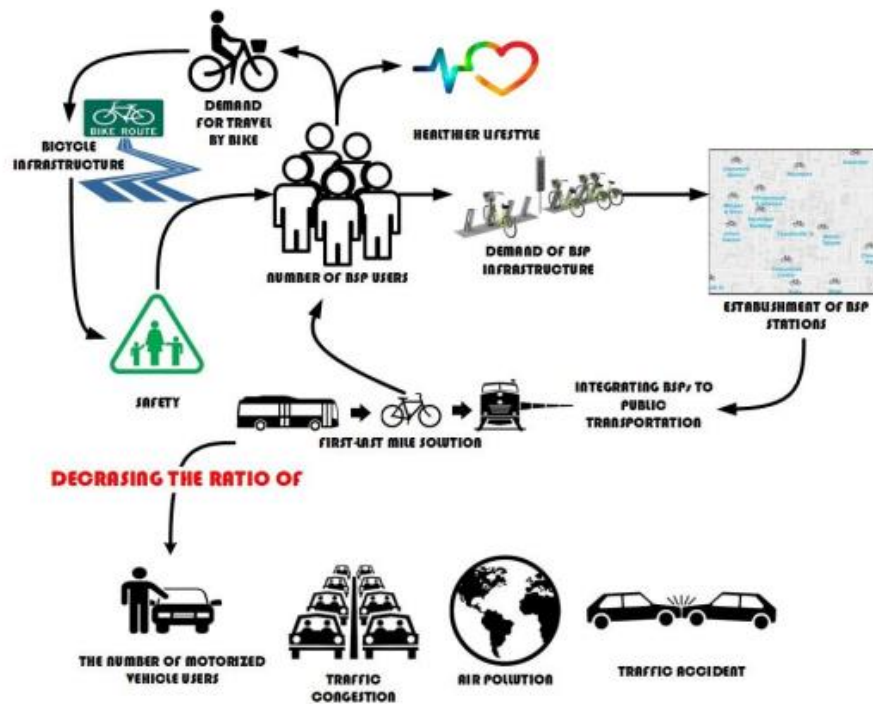 DEMAND
FOR TRAVEL
BY BIKE
BIKE ROUTE
BICYCLE
INFRASTRUCTURE
HEALTHIER LIFESTYLE
NUMBER OF BSP USERS
DEMAND OF BSP
INFRASTRUCTURE
ESTABLISHMENT OF BSP
STATIONS
SAFETY
INTEGRATING BSPs TO
PUBLIC
TRANSPORTATION
FIRST-LAST MILE SOLUTION
DECRASING THE RATIO OF
THE NUMBER OF MOTORIZED
VEHICLE USERS
TRAFFIC
CONGESTION
AIR POLLUTION
TRAFFIC ACCIDENT